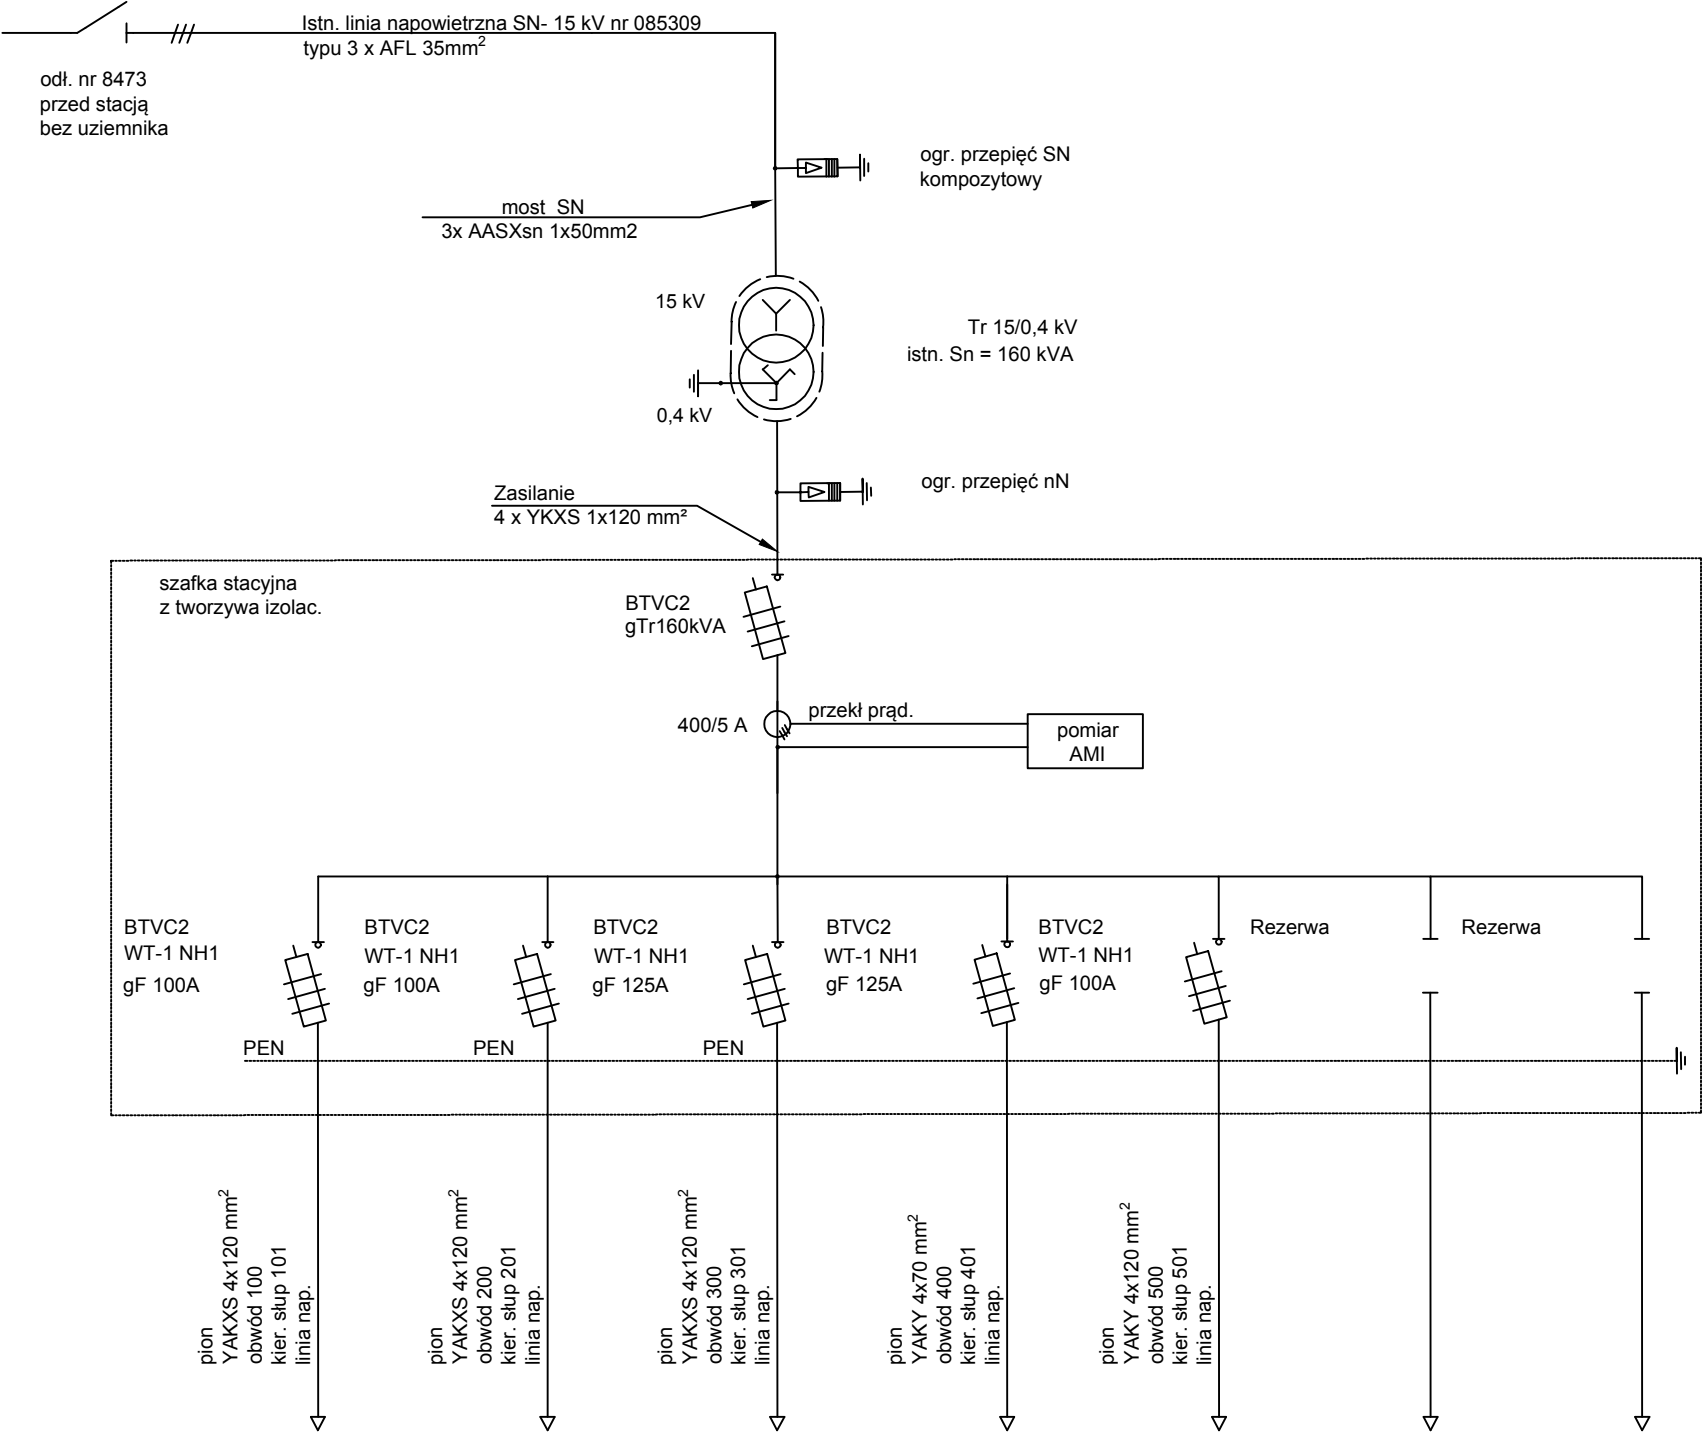 Istn. linia napowietrzna SN- 15 kV nr 085309
typu 3 x AFL 35mm²
odł. nr 8473
przed stacją
bez uziemnika
ogr. przepięć SN
kompozytowy
most SN
3x AASXsn 1x50mm2
15 kV
Tr 15/0,4 kV
istn. Sn = 160 kVA
0,4 kV
ogr. przepięć nN
Zasilanie
4 x YKXS 1x120 mm²
szafka stacyjna
z tworzywa izolac.
BTVC2
gTr160kVA
400/5 A
przekł prąd.
pomiar
AMI
BTVC2
WT-1 NH1
gF 100A
BTVC2
WT-1 NH1
gF 100A
BTVC2
WT-1 NH1
gF 125A
BTVC2
WT-1 NH1
gF 125A
BTVC2
WT-1 NH1
gF 100A
Rezerwa
Rezerwa
PEN
PEN
PEN
pion
YAKXS 4x120 mm²
obwód 100
kier. słup 101
linia nap.
pion
YAKXS 4x120 mm²
obwód 200
kier. słup 201
linia nap.
pion
YAKXS 4x120 mm²
obwód 300
kier. słup 301
linia nap.
pion
YAKY 4x70 mm²
obwód 400
kier. słup 401
linia nap.
pion
YAKY 4x120 mm²
obwód 500
kier. słup 501
linia nap.